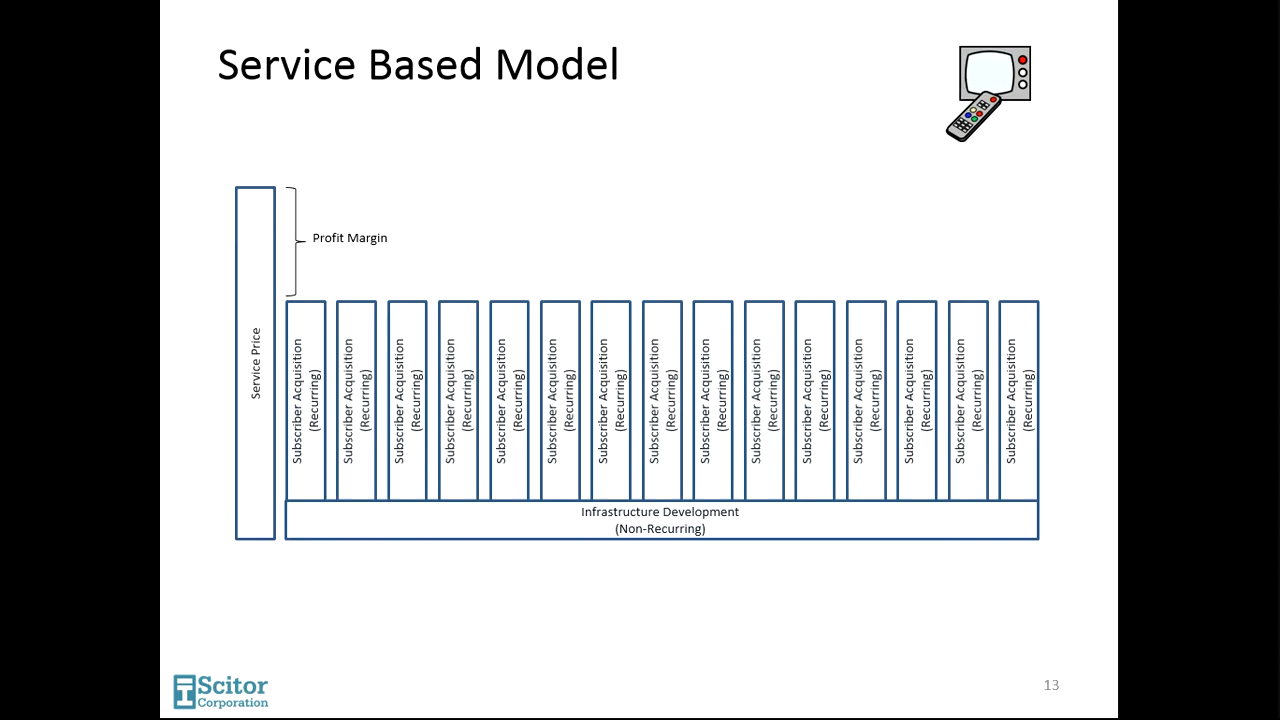 Service Based Model
Profit Margin
Service Price
Subscriber Acquisition
(Recurring)
Subscriber Acquisition
(Recurring)
Subscriber Acquisition
(Recurring)
Subscriber Acquisition
(Recurring)
Subscriber Acquisition
(Recurring)
Subscriber Acquisition
(Recurring)
Subscriber Acquisition
(Recurring)
Subscriber Acquisition
(Recurring)
Subscriber Acquisition
(Recurring)
Subscriber Acquisition
(Recurring)
Subscriber Acquisition
(Recurring)
Subscriber Acquisition
(Recurring)
Subscriber Acquisition
(Recurring)
Subscriber Acquisition
(Recurring)
Subscriber Acquisition
(Recurring)
Infrastructure Development
(Non-Recurring)
Scitor
Corporation
13